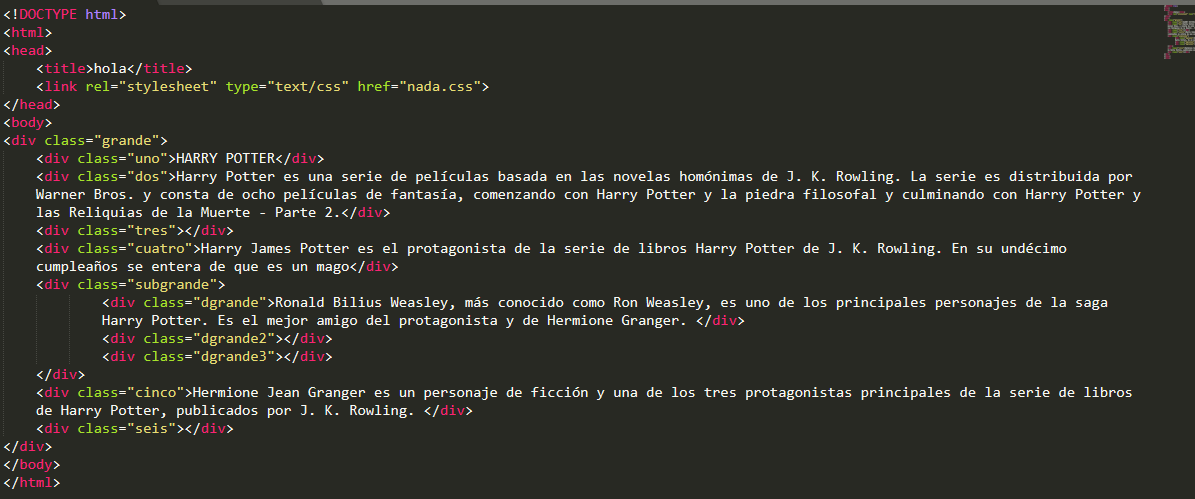 <!DOCTYPE html>
<html>
<head>
    <title>hola</title>
    <link rel="stylesheet" type="text/css" href="nada.css">
</head>
<body>
<div class="grande">
    <div class="uno">HARRY POTTER</div>
    <div class="dos">Harry Potter es una serie de películas basada en las novelas homónimas de J. K. Rowling. La serie es distribuida por
    Warner Bros. y consta de ocho películas de fantasía, comenzando con Harry Potter y la piedra filosofal y culminando con Harry Potter y
    las Reliquias de la Muerte - Parte 2.</div>
    <div class="tres"></div>
    <div class="cuatro">Harry James Potter es el protagonista de la serie de libros Harry Potter de J. K. Rowling. En su undécimo
    cumpleaños se entera de que es un mago</div>
    <div class="subgrande">
            <div class="dgrande">Ronald Bilius Weasley, más conocido como Ron Weasley, es uno de los principales personajes de la saga
            Harry Potter. Es el mejor amigo del protagonista y de Hermione Granger. </div>
            <div class="dgrande2"></div>
            <div class="dgrande3"></div>
    </div>
    <div class="cinco">Hermione Jean Granger es un personaje de ficción y una de los tres protagonistas principales de la serie de libros
    de Harry Potter, publicados por J. K. Rowling. </div>
    <div class="seis"></div>
</div>
</body>
</html>